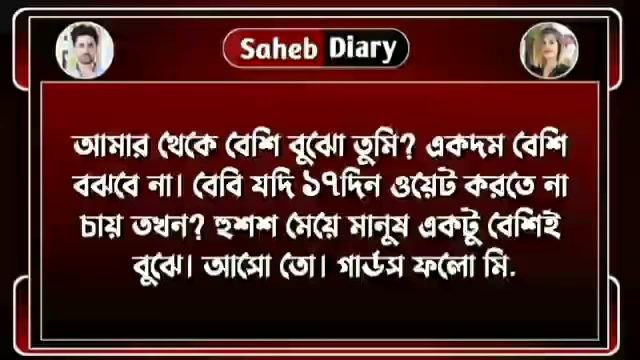 Saheb Diary
আমার থেকে বেশি বুঝো তুমি? একদম বেশি
বঝবে না। বেবি যদি ১৭দিন ওয়েট করতে না
চায় তখন? হুশশ মেয়ে মানুষ একটু বেশিই
বুঝে। আসো তো। গার্ডস ফলো মি.